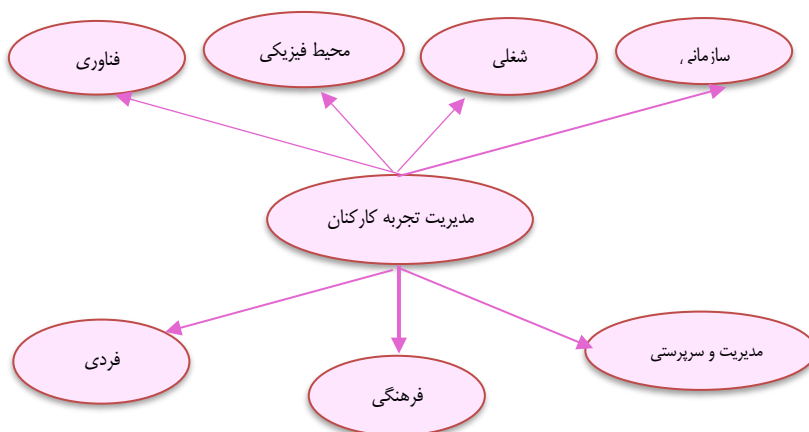 سازمانی
شغلی
محیط فیزیکی
فناوری
مدیریت تجربه کارکنان
مدیریت و سرپرستی
فرهنگی
فردی